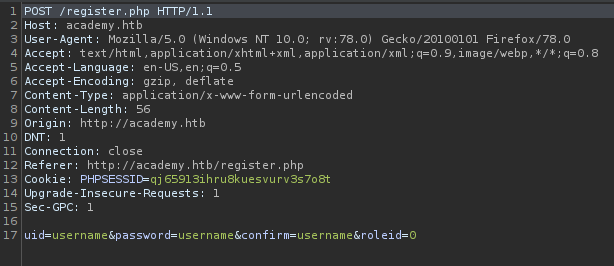 1 POST /register.php HTTP/1.1
2 Host: academy.htb
3 User-Agent: Mozilla/5.0 (Windows NT 10.0; rv:78.0) Gecko/20100101 Firefox/78.0
4 Accept: text/html,application/xhtml+xml,application/xml;q=0.9,image/webp,*/*;q=0.8
5 Accept-Language: en-US,en;q=0.5
6 Accept-Encoding: gzip, deflate
7 Content-Type: application/x-www-form-urlencoded
8 Content-Length: 56
9 Origin: http://academy.htb
10 DNT: 1
11 Connection: close
12 Referer: http://academy.htb/register.php
13 Cookie: PHPSESSID=qj65913ihru8kuesvurv3s7o8t
14 Upgrade-Insecure-Requests: 1
15 Sec-GPC: 1
16
17 uid=username&password=username&confirm=username&roleid=0